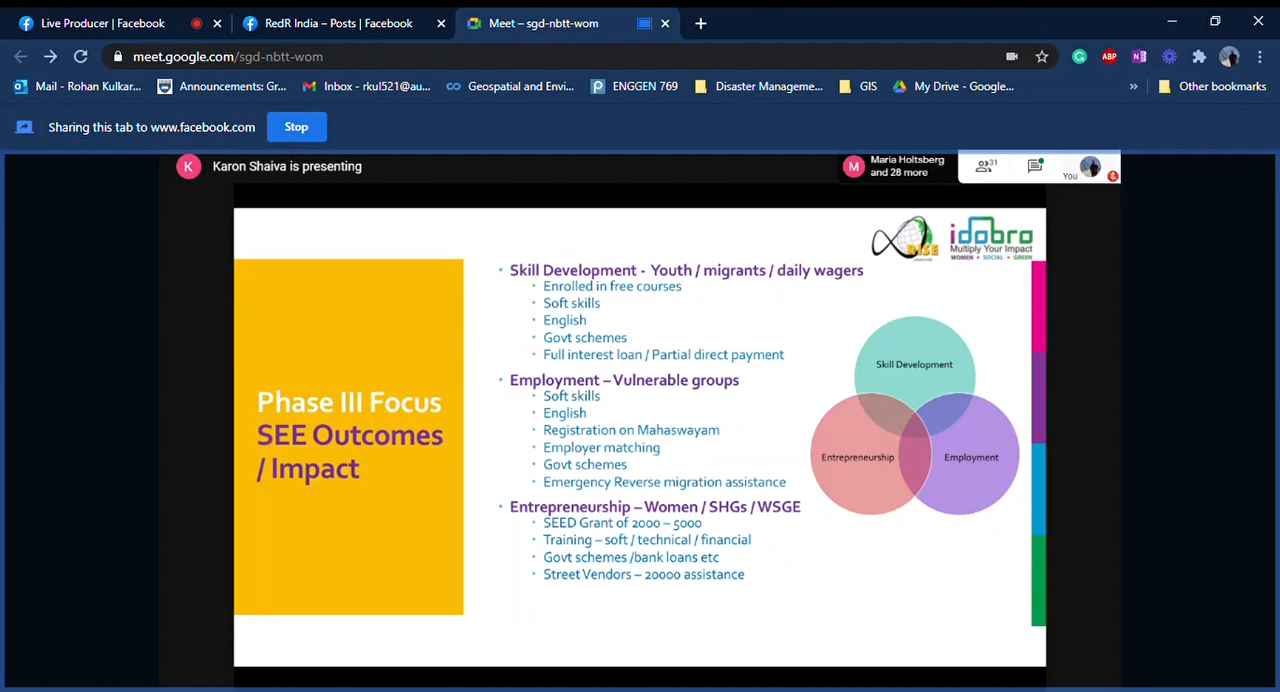 Live Producer | Facebook
RedR India – Posts | Facebook
Meet – sgd-nbtt-wom
meet.google.com/sgd-nbtt-wom
Mail - Rohan Kulkar...
Announcements: Gr...
Inbox - rkul521@au...
Geospatial and Envi...
ENGGEN 769
Disaster Manageme...
GIS
My Drive - Google...
Other bookmarks
Sharing this tab to www.facebook.com
Stop
K
Karon Shaiva is presenting
M
Maria Holtsberg
and 28 more
31
You
RISE
idobro
Multiply Your Impact
WOMEN • SOCIAL • GREEN
Phase III Focus
SEE Outcomes
/ Impact
• Skill Development - Youth / migrants / daily wagers
• Enrolled in free courses
• Soft skills
• English
• Govt schemes
• Full interest loan / Partial direct payment
• Employment – Vulnerable groups
• Soft skills
• English
• Registration on Mahaswayam
• Employer matching
• Govt schemes
• Emergency Reverse migration assistance
• Entrepreneurship – Women / SHGs / WSGE
• SEED Grant of 2000 – 5000
• Training – soft / technical / financial
• Govt schemes /bank loans etc
• Street Vendors – 20000 assistance
Skill Development
Entrepreneurship
Employment